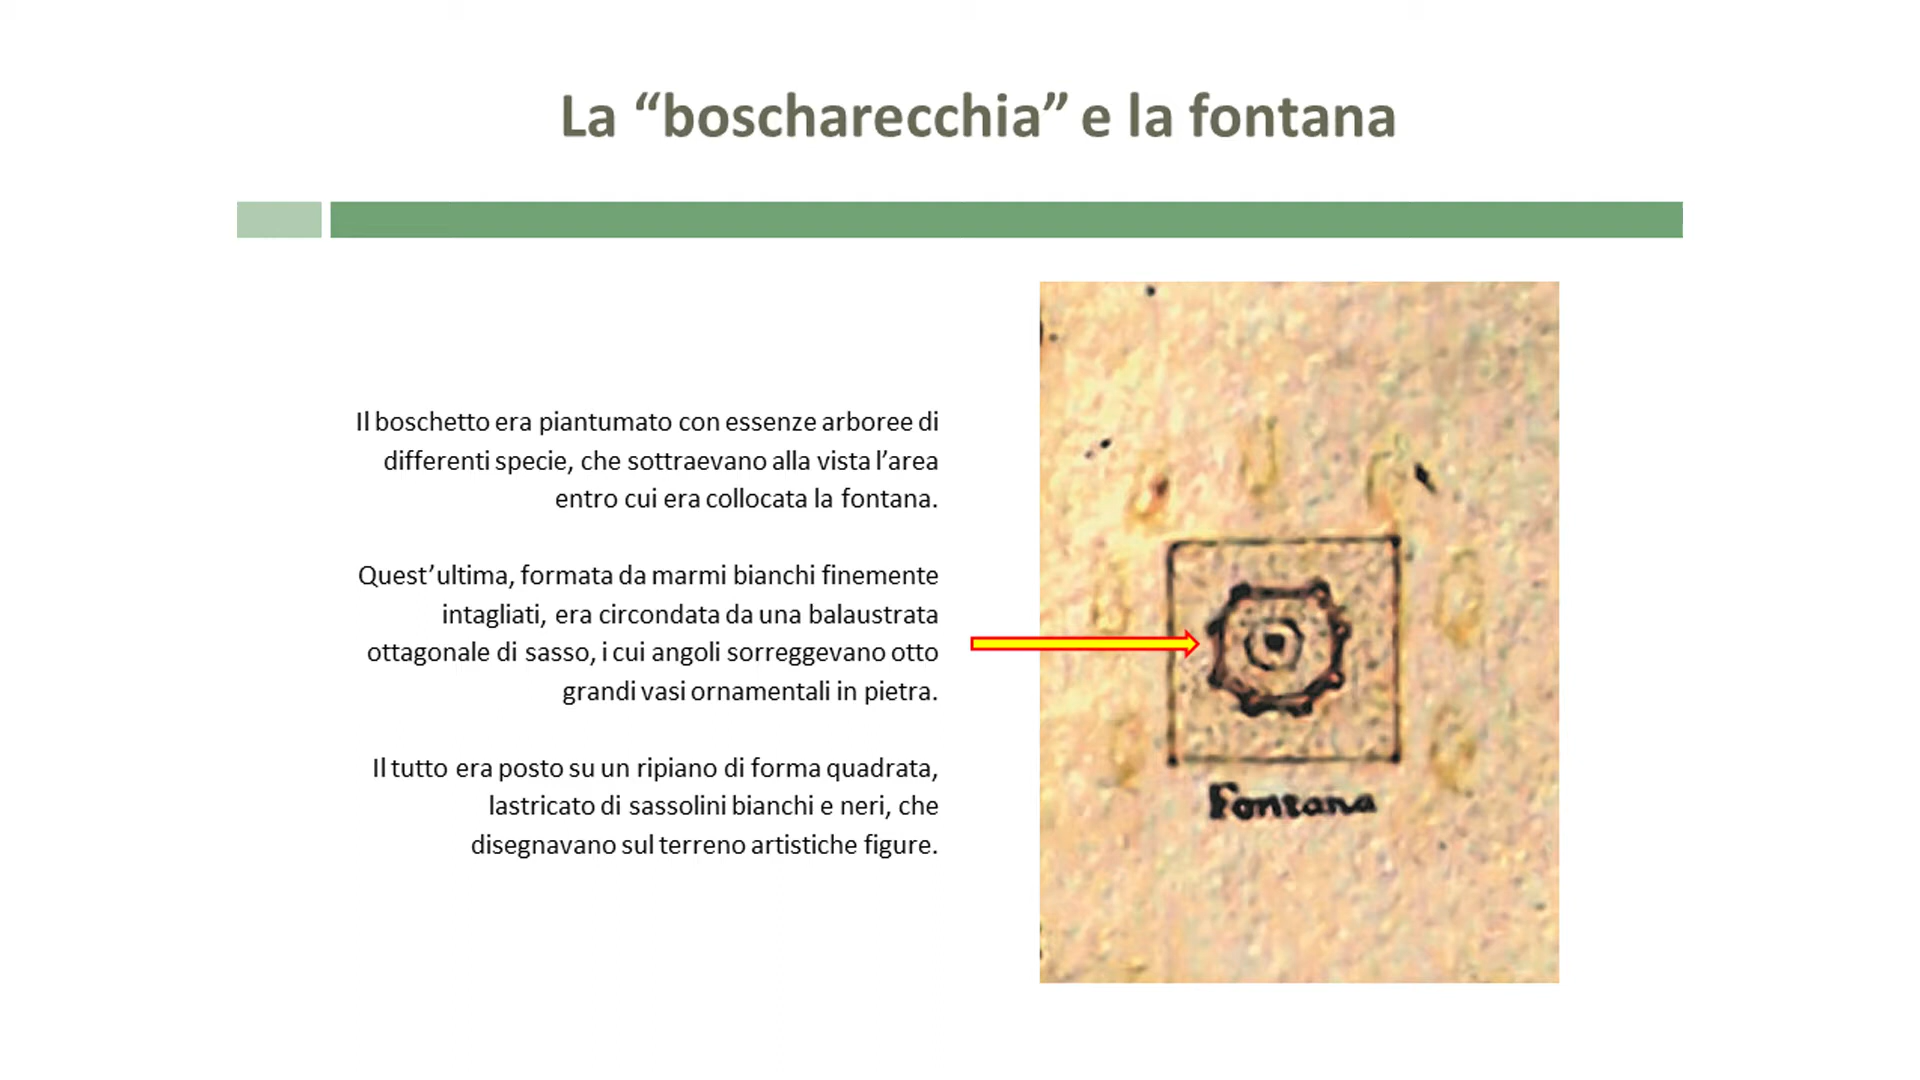 La “boscharecchia” e la fontana
Il boschetto era piantumato con essenze arboree di
differenti specie, che sottraevano alla vista l’area
entro cui era collocata la fontana.
Quest’ultima, formata da marmi bianchi finemente
intagliati, era circondata da una balaustrata
ottagonale di sasso, i cui angoli sorreggevano otto
grandi vasi ornamentali in pietra.
Il tutto era posto su un ripiano di forma quadrata,
lastricato di sassolini bianchi e neri, che
disegnavano sul terreno artistiche figure.
Fontana